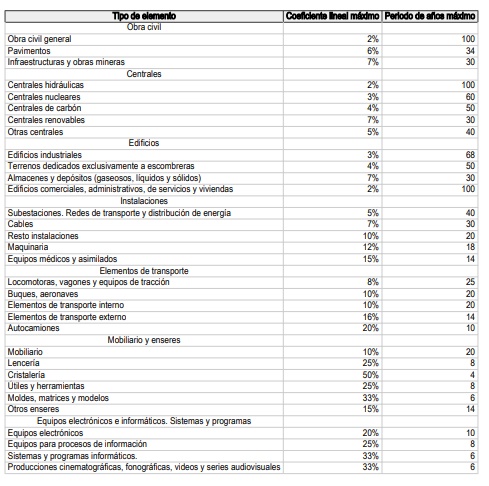 Tipo de elemento Coeficiente lineal máximo Periodo de años máximo
Obra civil
Obra civil general 2% 100
Pavimentos 6% 34
Infraestructuras y obras mineras 7% 30
Centrales
Centrales hidráulicas 2% 100
Centrales nucleares 3% 60
Centrales de carbón 4% 50
Centrales renovables 7% 30
Otras centrales 5% 40
Edificios
Edificios industriales 3% 68
Terrenos dedicados exclusivamente a escombreras 4% 50
Almacenes y depósitos (gaseosos, líquidos y sólidos) 7% 30
Edificios comerciales, administrativos, de servicios y viviendas 2% 100
Instalaciones
Subestaciones. Redes de transporte y distribución de energía 5% 40
Cables 7% 30
Resto instalaciones 10% 20
Maquinaria 12% 18
Equipos médicos y asimilados 15% 14
Elementos de transporte
Locomotoras, vagones y equipos de tracción 8% 25
Buques, aeronaves 10% 20
Elementos de transporte interno 10% 20
Elementos de transporte externo 16% 14
Autocamiones 20% 10
Mobiliario y enseres
Mobiliario 10% 20
Lencería 25% 8
Cristalería 50% 4
Útiles y herramientas 25% 8
Moldes, matrices y modelos 33% 6
Otros enseres 15% 14
Equipos electrónicos e informáticos. Sistemas y programas
Equipos electrónicos 20% 10
Equipos para procesos de información 25% 8
Sistemas y programas informáticos. 33% 6
Producciones cinematográficas, fonográficas, videos y series audiovisuales 33% 6